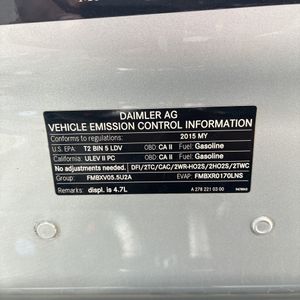 DAIMLER AG
VEHICLE EMISSION CONTROL INFORMATION
Conforms to regulations: 2015 MY
U.S. EPA: T2 BIN 5 LDV OBD: CA II Fuel: Gasoline
California: ULEV II PC OBD: CA II Fuel: Gasoline
No adjustments needed. DFI/2TC/CAC/2WR-HO2S/2HO2S/2TWC
Group: FMBXV05.5U2A EVAP: FMBXR0170LNS
Remarks: displ. is 4.7L A 278 221 03 00